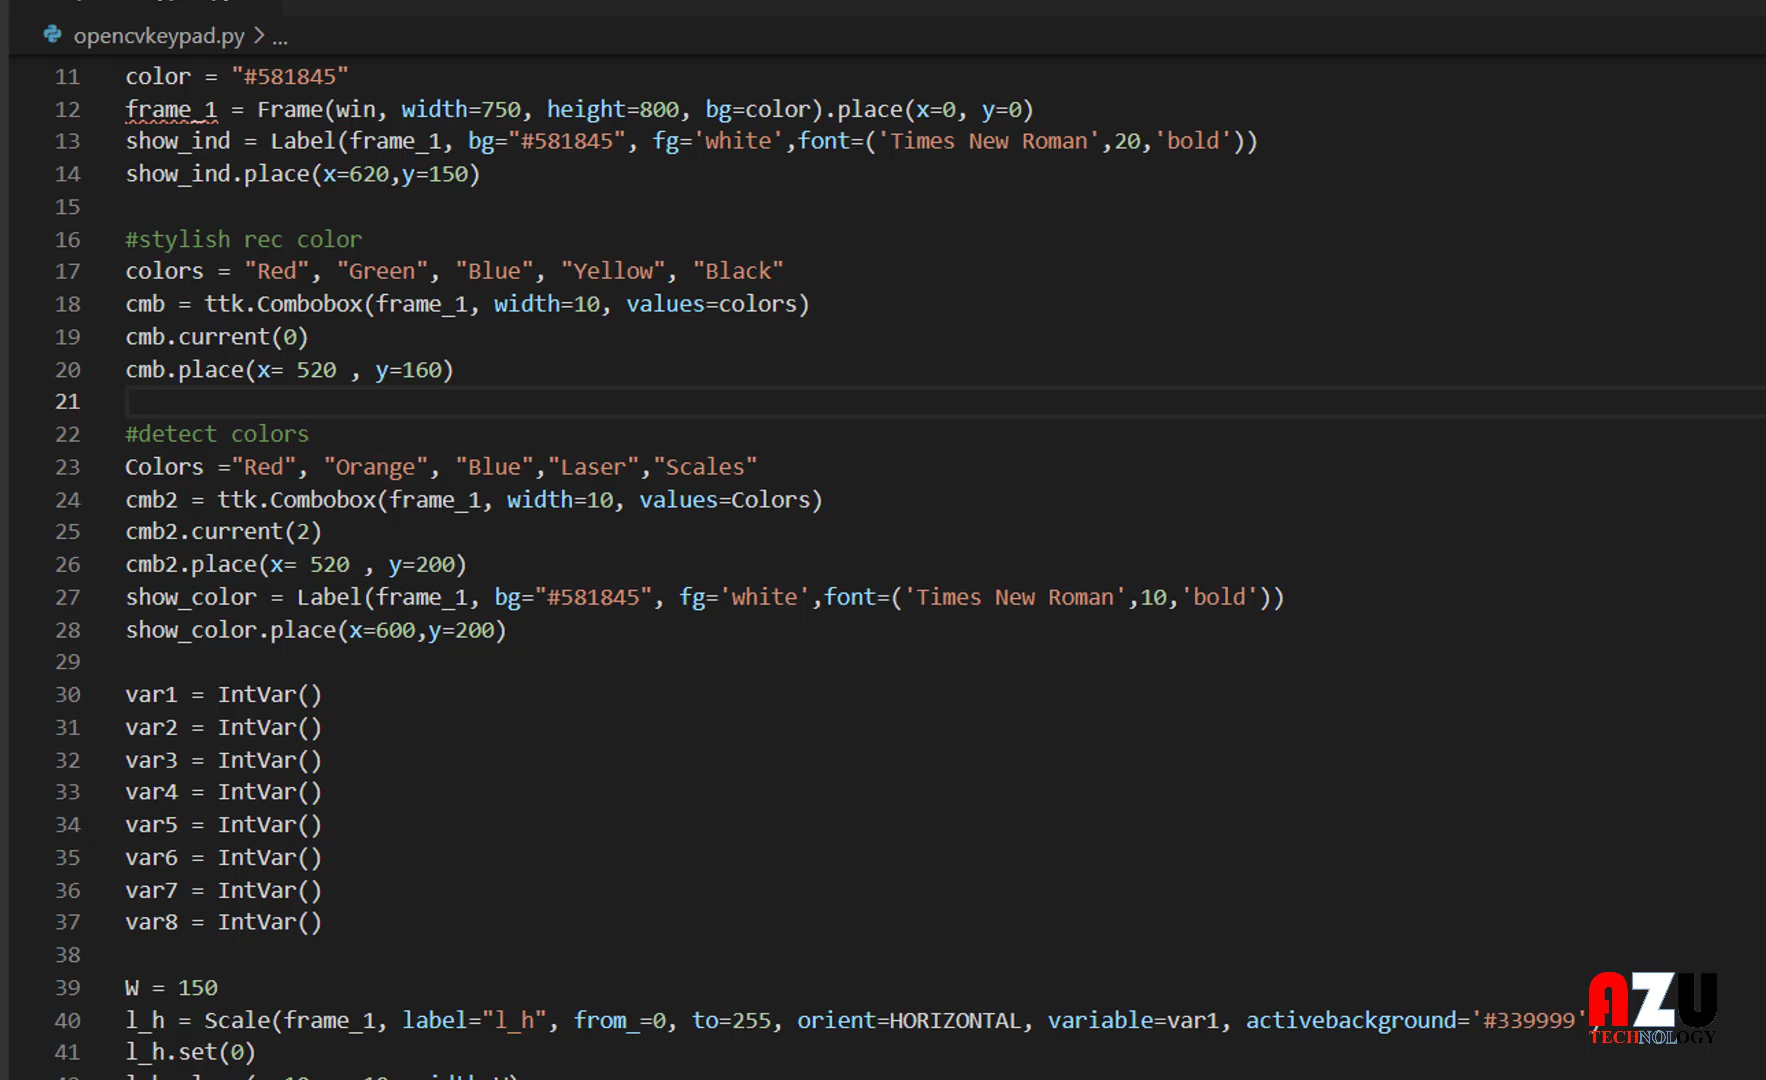 opencvkeypad.py > ...
11 color = "#581845"
12 frame_1 = Frame(win, width=750, height=800, bg=color).place(x=0, y=0)
13 show_ind = Label(frame_1, bg="#581845", fg='white',font=('Times New Roman',20,'bold'))
14 show_ind.place(x=620,y=150)
15
16 #stylish rec color
17 colors = "Red", "Green", "Blue", "Yellow", "Black"
18 cmb = ttk.Combobox(frame_1, width=10, values=colors)
19 cmb.current(0)
20 cmb.place(x= 520 , y=160)
21
22 #detect colors
23 Colors ="Red", "Orange", "Blue","Laser","Scales"
24 cmb2 = ttk.Combobox(frame_1, width=10, values=Colors)
25 cmb2.current(2)
26 cmb2.place(x= 520 , y=200)
27 show_color = Label(frame_1, bg="#581845", fg='white',font=('Times New Roman',10,'bold'))
28 show_color.place(x=600,y=200)
29
30 var1 = IntVar()
31 var2 = IntVar()
32 var3 = IntVar()
33 var4 = IntVar()
34 var5 = IntVar()
35 var6 = IntVar()
36 var7 = IntVar()
37 var8 = IntVar()
38
39 W = 150
40 l_h = Scale(frame_1, label="l_h", from_=0, to=255, orient=HORIZONTAL, variable=var1, activebackground='#339999',
41 l_h.set(0)
AZU
TECHNOLOGY